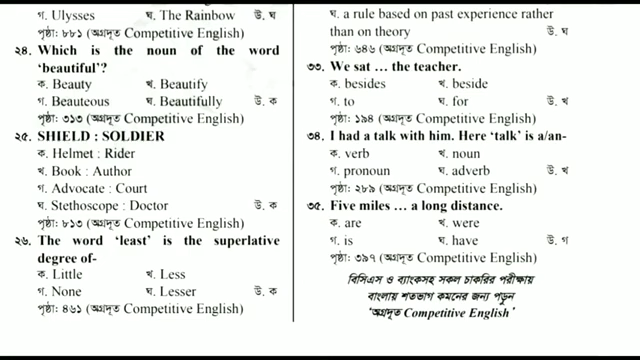 গ. Ulysses ঘ. The Rainbow উ. ঘ
পৃষ্ঠা: ৮৮১ (অগ্রদূত Competitive English)
২৪. Which is the noun of the word
‘beautiful’?
ক. Beauty খ. Beautify
গ. Beauteous ঘ. Beautifully উ. ক
পৃষ্ঠা: ৩১৩ (অগ্রদূত Competitive English)
২৫. SHIELD : SOLDIER
ক. Helmet : Rider
খ. Book : Author
গ. Advocate : Court
ঘ. Stethoscope : Doctor উ. ক
পৃষ্ঠা: ৮১৩ (অগ্রদূত Competitive English)
২৬. The word ‘least’ is the superlative
degree of-
ক. Little খ. Less
গ. None ঘ. Lesser উ. ক
পৃষ্ঠা: ৪৬১ (অগ্রদূত Competitive English)
ঘ. a rule based on past experience rather
than on theory উ. ঘ
পৃষ্ঠা: ৬৪৬ (অগ্রদূত Competitive English)
৩৩. We sat ... the teacher.
ক. besides খ. beside
গ. to ঘ. for উ. খ
পৃষ্ঠা: ১৯৪ (অগ্রদূত Competitive English)
৩৪. I had a talk with him. Here ‘talk’ is a/an-
ক. verb খ. noun
গ. pronoun ঘ. adverb উ. খ
পৃষ্ঠা: ২৮৯ (অগ্রদূত Competitive English)
৩৫. Five miles ... a long distance.
ক. are খ. were
গ. is ঘ. have উ. গ
পৃষ্ঠা: ৩৯৭ (অগ্রদূত Competitive English)
বিসিএস ও ব্যাংকসহ সকল চাকরির পরীক্ষায়
বাংলায় শতভাগ কমনের জন্য পড়ুন
‘অগ্রদূত Competitive English’